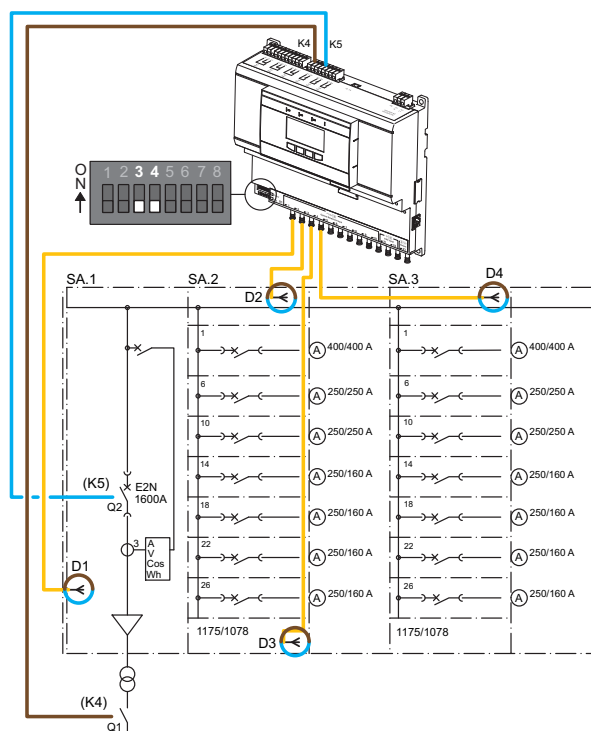 K4 K5
O
N
1 2 3 4 5 6 7 8
SA.1 SA.2 SA.3
D2
D4
1
400/400 A
6
250/250 A
10
250/250 A
14
250/160 A
18
250/160 A
22
250/160 A
26
250/160 A
1175/1078
1
400/400 A
6
250/250 A
10
250/250 A
14
250/160 A
18
250/160 A
22
250/160 A
26
250/160 A
1175/1078
A A A A A A A
A A A A A A A
(K5)
E2N
1600A
Q2
3
A
V
Cos
Wh
D1
D3
(K4)
Q1